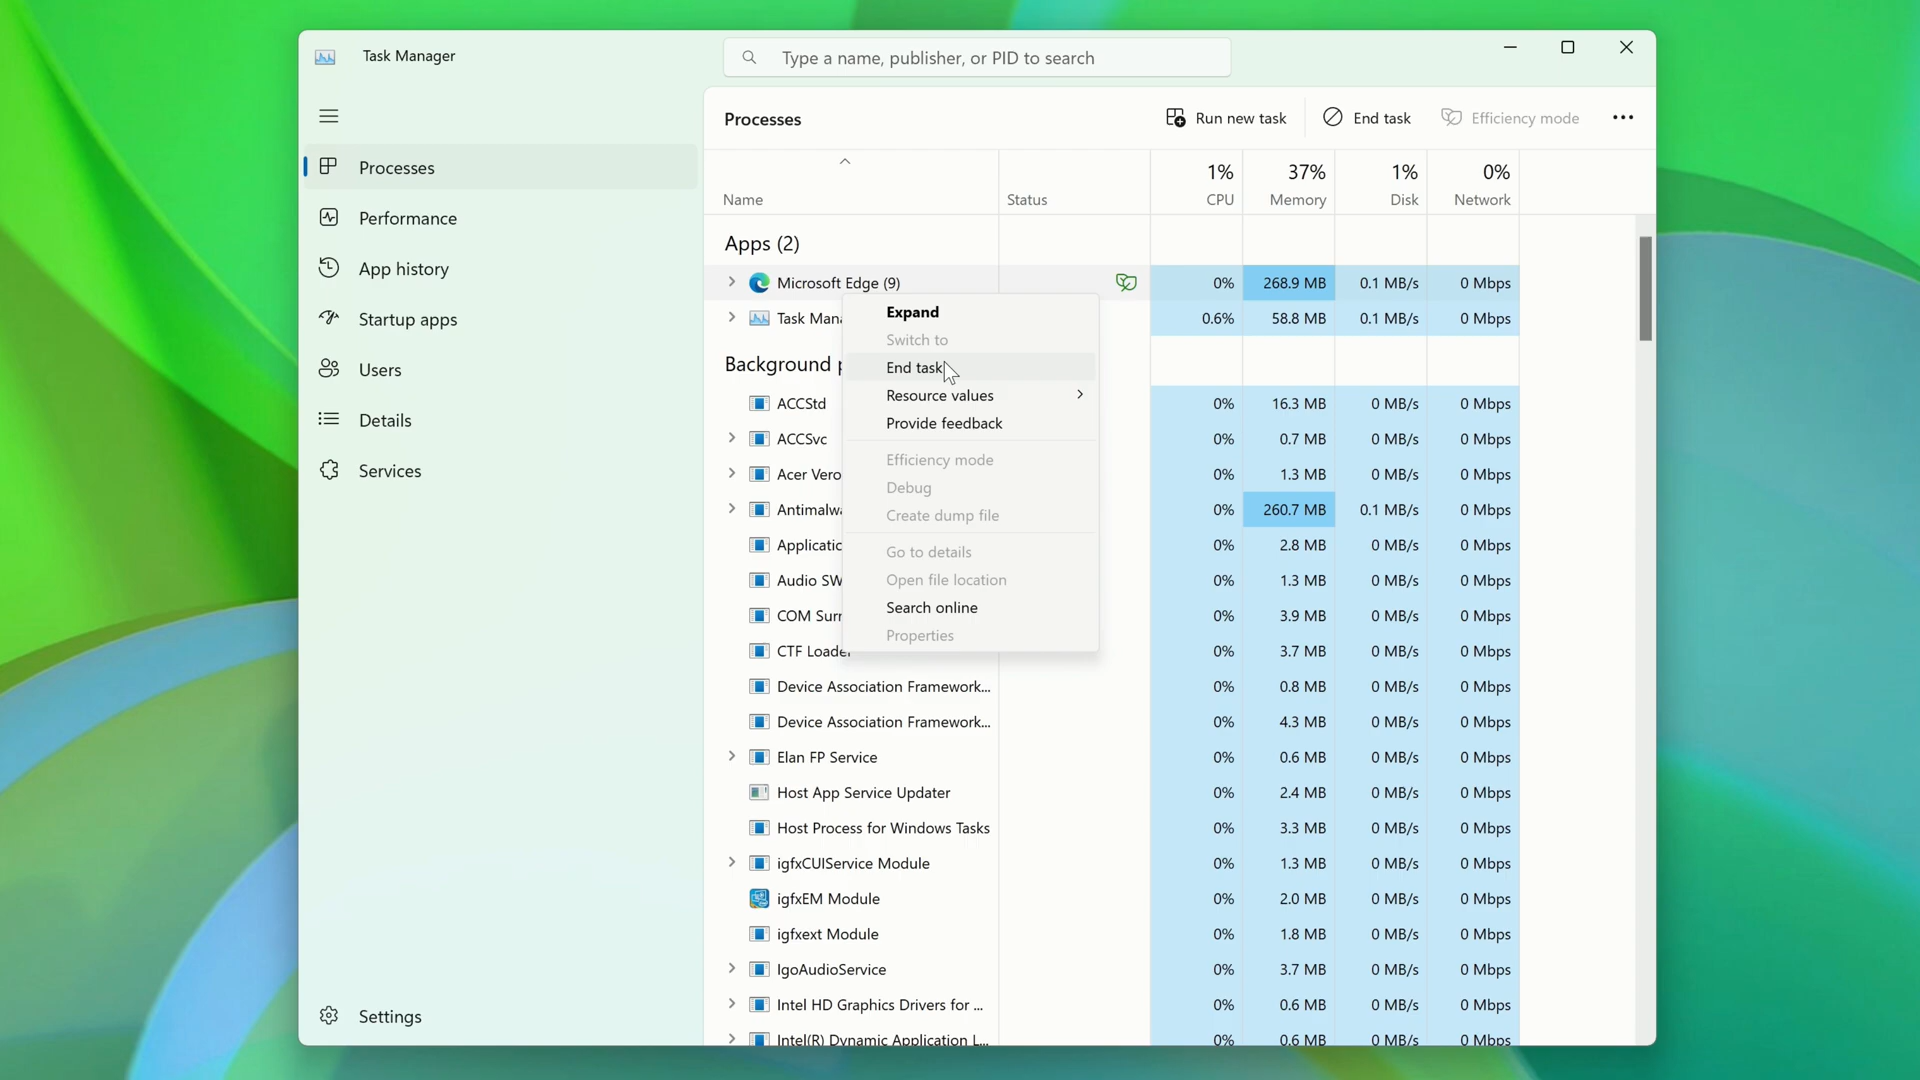 Task Manager
Type a name, publisher, or PID to search
Processes
Performance
App history
Startup apps
Users
Details
Services
Settings
Processes
Run new task
End task
Efficiency mode
Name
Status
1%
CPU
37%
Memory
1%
Disk
0%
Network
Apps (2)
Microsoft Edge (9) 0% 268.9 MB 0.1 MB/s 0 Mbps
Task Mana 0.6% 58.8 MB 0.1 MB/s 0 Mbps
Background p
ACCStd 0% 16.3 MB 0 MB/s 0 Mbps
ACCSvc 0% 0.7 MB 0 MB/s 0 Mbps
Acer Vero 0% 1.3 MB 0 MB/s 0 Mbps
Antimalwa 0% 260.7 MB 0.1 MB/s 0 Mbps
Applicatio 0% 2.8 MB 0 MB/s 0 Mbps
Audio SW 0% 1.3 MB 0 MB/s 0 Mbps
COM Surr 0% 3.9 MB 0 MB/s 0 Mbps
CTF Loader 0% 3.7 MB 0 MB/s 0 Mbps
Device Association Framework... 0% 0.8 MB 0 MB/s 0 Mbps
Device Association Framework... 0% 4.3 MB 0 MB/s 0 Mbps
Elan FP Service 0% 0.6 MB 0 MB/s 0 Mbps
Host App Service Updater 0% 2.4 MB 0 MB/s 0 Mbps
Host Process for Windows Tasks 0% 3.3 MB 0 MB/s 0 Mbps
igfxCUIService Module 0% 1.3 MB 0 MB/s 0 Mbps
igfxEM Module 0% 2.0 MB 0 MB/s 0 Mbps
igfxext Module 0% 1.8 MB 0 MB/s 0 Mbps
IgoAudioService 0% 3.7 MB 0 MB/s 0 Mbps
Intel HD Graphics Drivers for ... 0% 0.6 MB 0 MB/s 0 Mbps
Intel(R) Dynamic Application L... 0% 0.6 MB 0 MB/s 0 Mbps
Expand
Switch to
End task
Resource values
Provide feedback
Efficiency mode
Debug
Create dump file
Go to details
Open file location
Search online
Properties